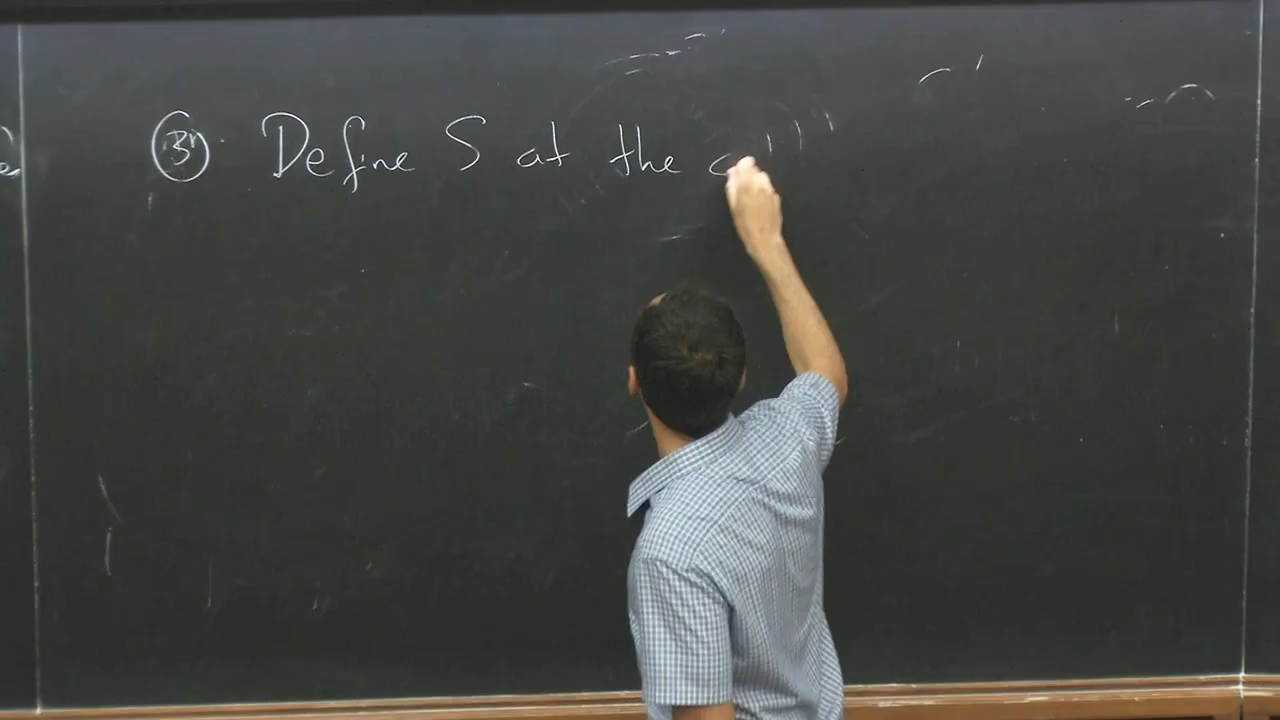 ③ Define S at the